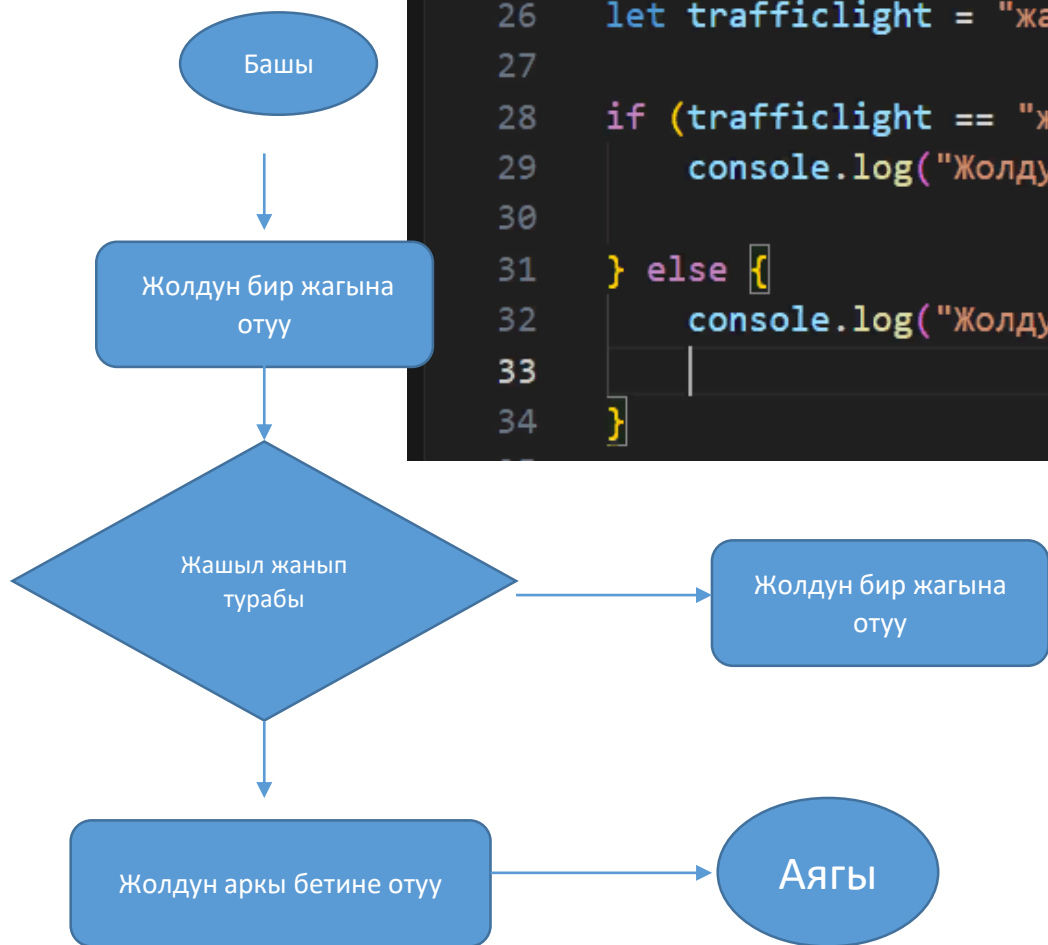 Башы
26 let trafficlight = "жа
27
28 if (trafficlight == "
29 console.log("Жолду
30
31 } else {
32 console.log("Жолду
33
34 }
Жолдун бир жагына
отуу
Жашыл жанып
турабы
Жолдун бир жагына
отуу
Жолдун аркы бетине отуу
Аягы